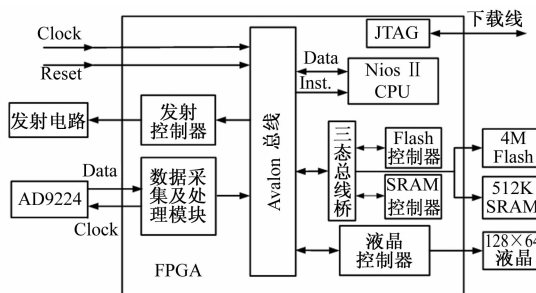 Clock
Reset
发射电路
AD9224
Data
Clock
发射
控制器
数据采
集及处
理模块
FPGA
Avalon 总线
JTAG
下载线
Data
Inst.
Nios Ⅱ
CPU
三态总线桥
Flash
控制器
SRAM
控制器
液晶
控制器
4M
Flash
512K
SRAM
128×64
液晶